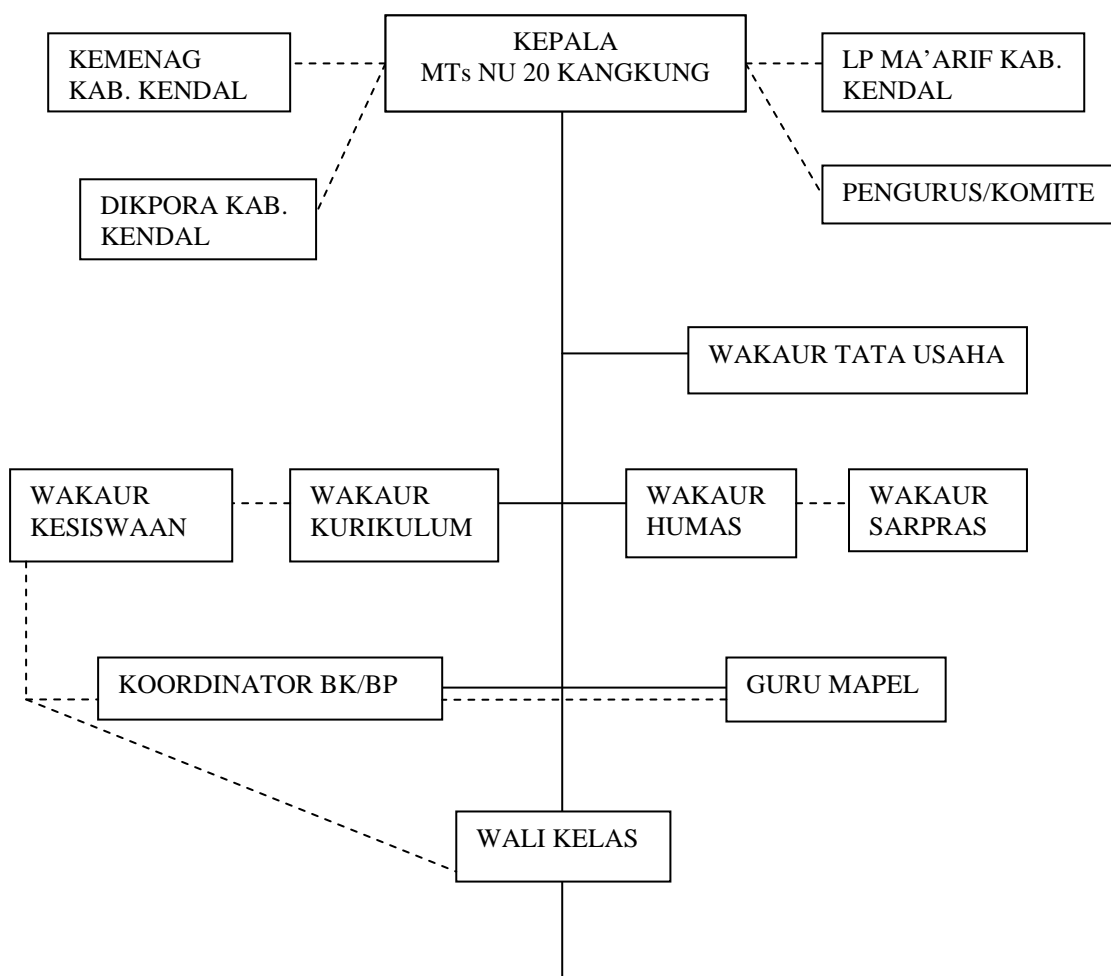 KEPALA
MTs NU 20 KANGKUNG
KEMENAG
KAB. KENDAL
LP MA’ARIF KAB.
KENDAL
DIKPORA KAB.
KENDAL
PENGURUS/KOMITE
WAKAUR TATA USAHA
WAKAUR
KESISWAAN
WAKAUR
KURIKULUM
WAKAUR
HUMAS
WAKAUR
SARPRAS
KOORDINATOR BK/BP
GURU MAPEL
WALI KELAS